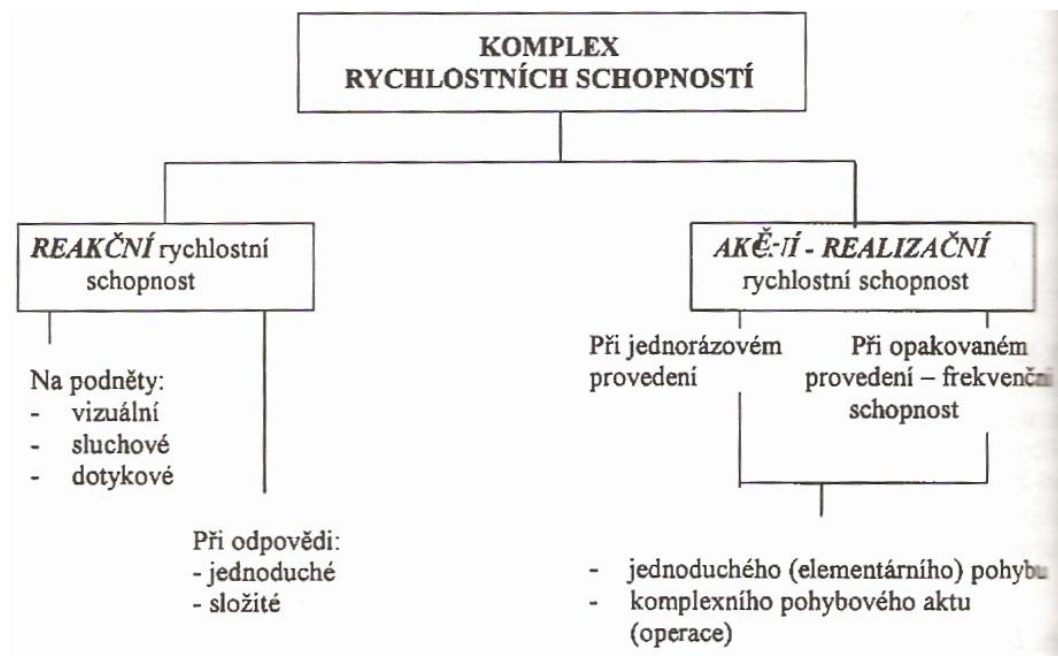 KOMPLEX
RYCHLOSTNÍCH SCHOPNOSTÍ
REAKČNÍ rychlostní
schopnost
- REALIZAČNÍ
rychlostní schopnost
Na podněty:
- vizuální
- sluchové
- dotykové
Při odpovědi:
- jednoduché
- složité
Při jednorázovém
provedení
Při opakovaném
provedení – frekvenční
schopnost
- jednoduchého (elementárního) pohybu
- komplexního pohybového aktu
(operace)